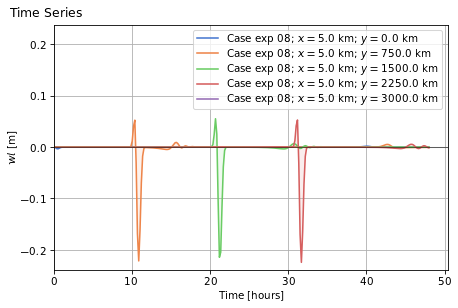 Time Series
Case exp 08; x = 5.0 km; y = 0.0 km
Case exp 08; x = 5.0 km; y = 750.0 km
Case exp 08; x = 5.0 km; y = 1500.0 km
Case exp 08; x = 5.0 km; y = 2250.0 km
Case exp 08; x = 5.0 km; y = 3000.0 km
0.2
0.1
0.0
−0.1
−0.2
wl [m]
0 10 20 30 40 50
Time [hours]